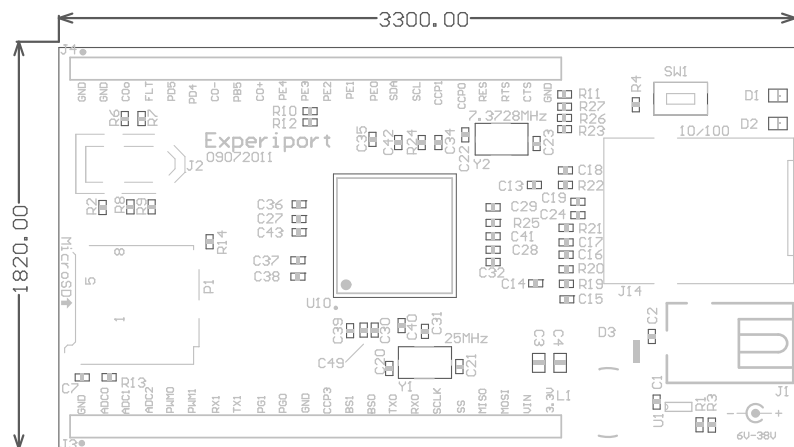 3300.00
1820.00
J4
GND GND CO0 FLT PD5 PD4 CO- PB5 CO+ PE4 PE3 PE2 PE1 PE0 SDA SCL CCP1 CCP0 RES RTS CTS GND
R11
R27
R26
R23
R4
SW1
D1
D2
R10
R12
R6
R7
Experiport
09072011
J2
C35
C42
R24
C34
C22
7.3728MHz
Y2
C23
10/100
R2
R8
R9
C36
C27
C43
C37
C38
R14
C13
C18
R22
C19
C24
C29
R25
C41
C28
C32
R21
C17
C16
R20
C14
R19
C15
J14
MicroSD
8
5
1
P1
U10
C39
C30
C40
C31
C49
25MHz
C20
Y1
C21
C3
C4
D3
C2
J1
C7
R13
L1
C1
U1
R1
R3
6V-38V
GND ADC0 ADC1 ADC2 PWM0 PWM1 RX1 TX1 PG1 PG0 GND CCP3 BS1 BS0 TX0 RX0 SCLK SS MISO MOSI VIN 3.3V
J3